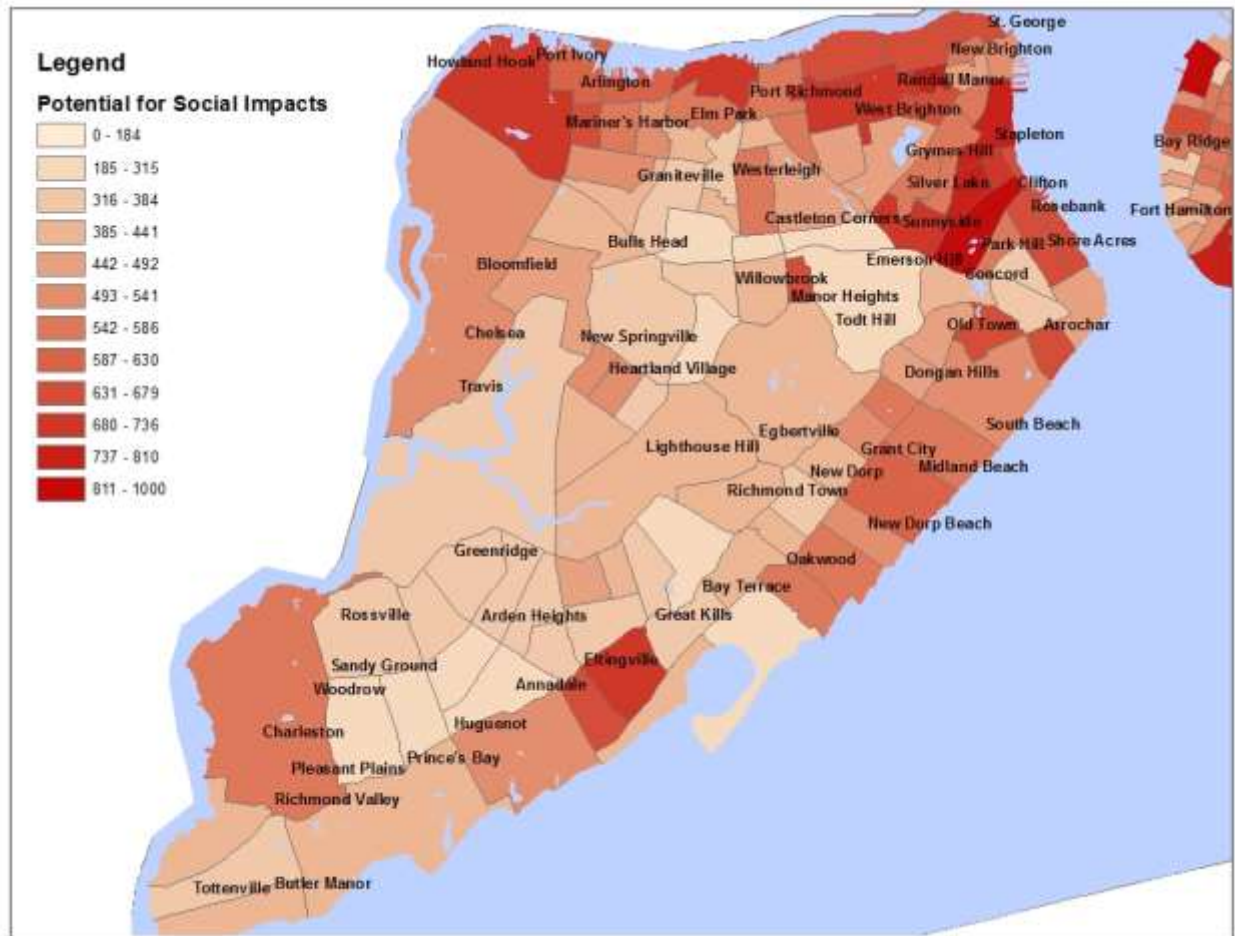 Legend
Potential for Social Impacts
0 - 184
185 - 315
316 - 384
385 - 441
442 - 492
493 - 541
542 - 586
587 - 630
631 - 679
680 - 736
737 - 810
811 - 1000
St. George
New Brighton
Howland Hook
Port Ivory
Arlington
Randall Manor
Port Richmond
West Brighton
Elm Park
Mariner's Harbor
Stapleton
Bay Ridge
Grymes Hill
Graniteville
Westerleigh
Silver Lake
Clifton
Rosebank
Fort Hamilton
Castleton Corners
Sunnyside
Bulls Head
Park Hill
Shore Acres
Emerson Hill
Bloomfield
Concord
Willowbrook
Manor Heights
Todt Hill
Old Town
Arrochar
Chelsea
New Springville
Heartland Village
Dongan Hills
Travis
South Beach
Egbertville
Lighthouse Hill
Grant City
Midland Beach
New Dorp
Richmond Town
New Dorp Beach
Greenridge
Oakwood
Bay Terrace
Rossville
Arden Heights
Great Kills
Eltingville
Sandy Ground
Annadale
Woodrow
Huguenot
Charleston
Prince's Bay
Pleasant Plains
Richmond Valley
Tottenville
Butler Manor